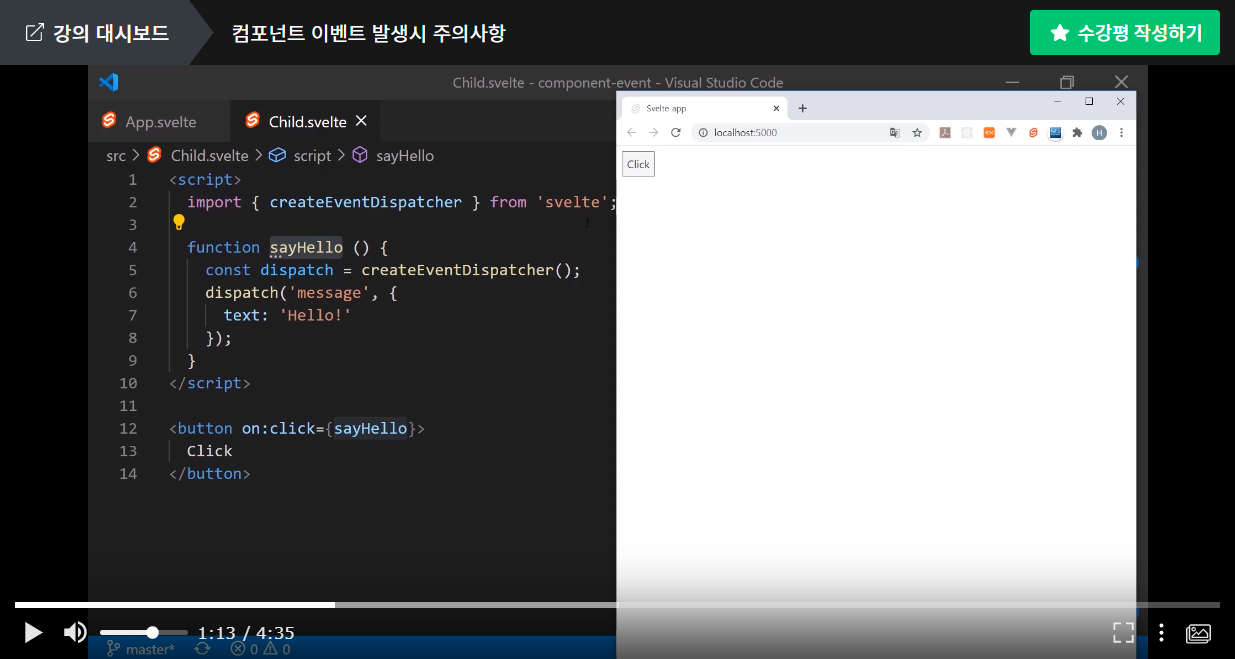 강의 대시보드
컴포넌트 이벤트 발생시 주의사항
수강평 작성하기
Child.svelte - component-event - Visual Studio Code
App.svelte
Child.svelte
src > Child.svelte > script > sayHello
Svelte app
localhost:5000
H
Click
1 <script>
2 import { createEventDispatcher } from 'svelte';
3
4 function sayHello () {
5 const dispatch = createEventDispatcher();
6 dispatch('message', {
7 text: 'Hello!'
8 });
9 }
10 </script>
11
12 <button on:click={sayHello}>
13 Click
14 </button>
1:13 / 4:35
master*
0
0